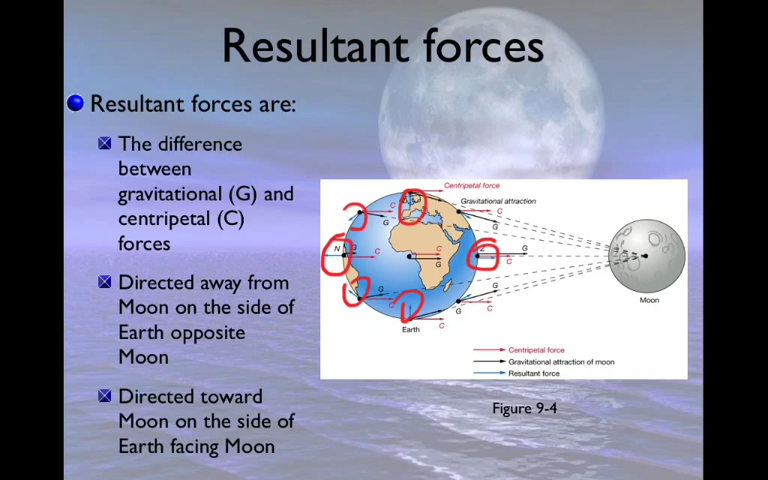 Resultant forces
Resultant forces are:
The difference
between
gravitational (G) and
centripetal (C)
forces
Directed away from
Moon on the side of
Earth opposite
Moon
Directed toward
Moon on the side of
Earth facing Moon
Centripetal force
Gravitational attraction
C
C
G
G
N
G
C
C
G
Z
G
C
G
C
G
C
G
C
Earth
Moon
Centripetal force
Gravitational attraction of moon
Resultant force
Figure 9-4